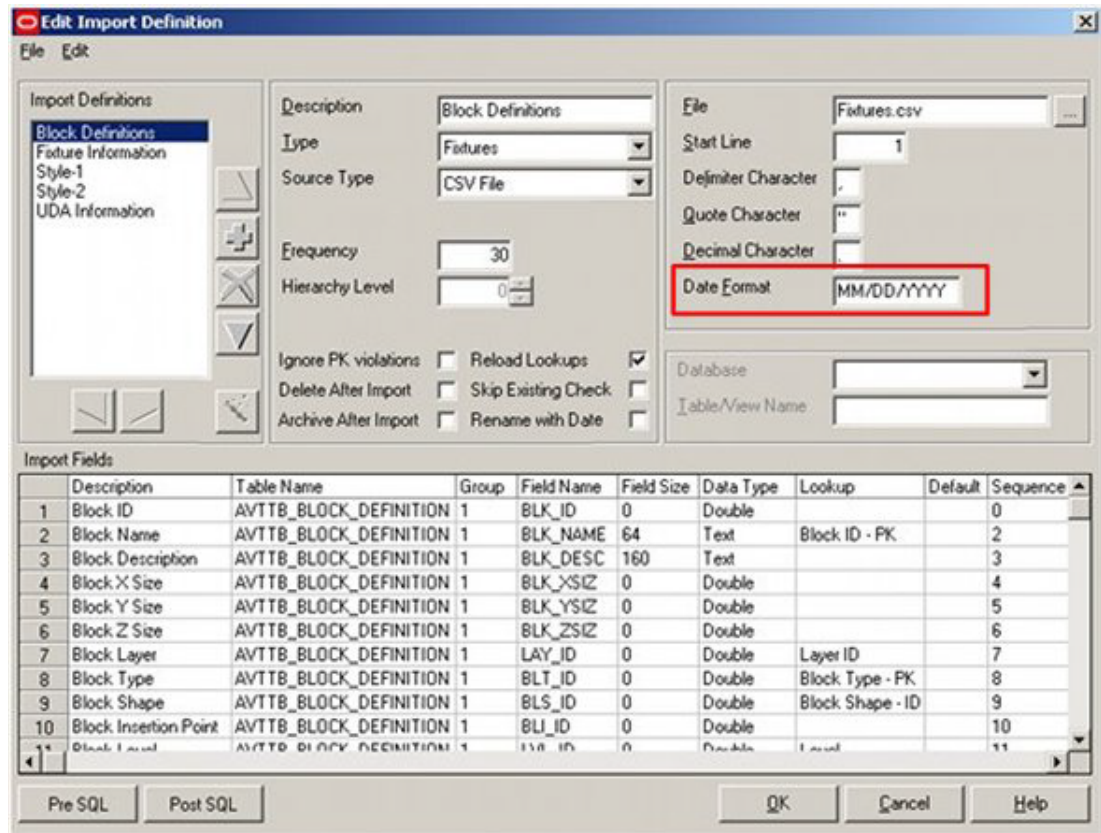 Edit Import Definition
File Edit
Import Definitions
Block Definitions
Fixture Information
Style-1
Style-2
UDA Information
Description Block Definitions
Type Fixtures
Source Type CSV File
Frequency 30
Hierarchy Level 0
Ignore PK violations Reload Lookups
Delete After Import Skip Existing Check
Archive After Import Rename with Date
File Fixtures.csv ...
Start Line 1
Delimiter Character ,
Quote Character "
Decimal Character .
Date Format MM/DD/YYYY
Database
Table/View Name
Import Fields
Description Table Name Group Field Name Field Size Data Type Lookup Default Sequence
1 Block ID AVTTB_BLOCK_DEFINITION 1 BLK_ID 0 Double 0
2 Block Name AVTTB_BLOCK_DEFINITION 1 BLK_NAME 64 Text Block ID - PK 2
3 Block Description AVTTB_BLOCK_DEFINITION 1 BLK_DESC 160 Text 3
4 Block X Size AVTTB_BLOCK_DEFINITION 1 BLK_XSIZ 0 Double 4
5 Block Y Size AVTTB_BLOCK_DEFINITION 1 BLK_YSIZ 0 Double 5
6 Block Z Size AVTTB_BLOCK_DEFINITION 1 BLK_ZSIZ 0 Double 6
7 Block Layer AVTTB_BLOCK_DEFINITION 1 LAY_ID 0 Double Layer ID 7
8 Block Type AVTTB_BLOCK_DEFINITION 1 BLT_ID 0 Double Block Type - PK 8
9 Block Shape AVTTB_BLOCK_DEFINITION 1 BLS_ID 0 Double Block Shape - ID 9
10 Block Insertion Point AVTTB_BLOCK_DEFINITION 1 BLI_ID 0 Double 10
11 Block Level AVTTB_BLOCK_DEFINITION 1 LVL_ID 0 Double Level 11
Pre SQL Post SQL OK Cancel Help